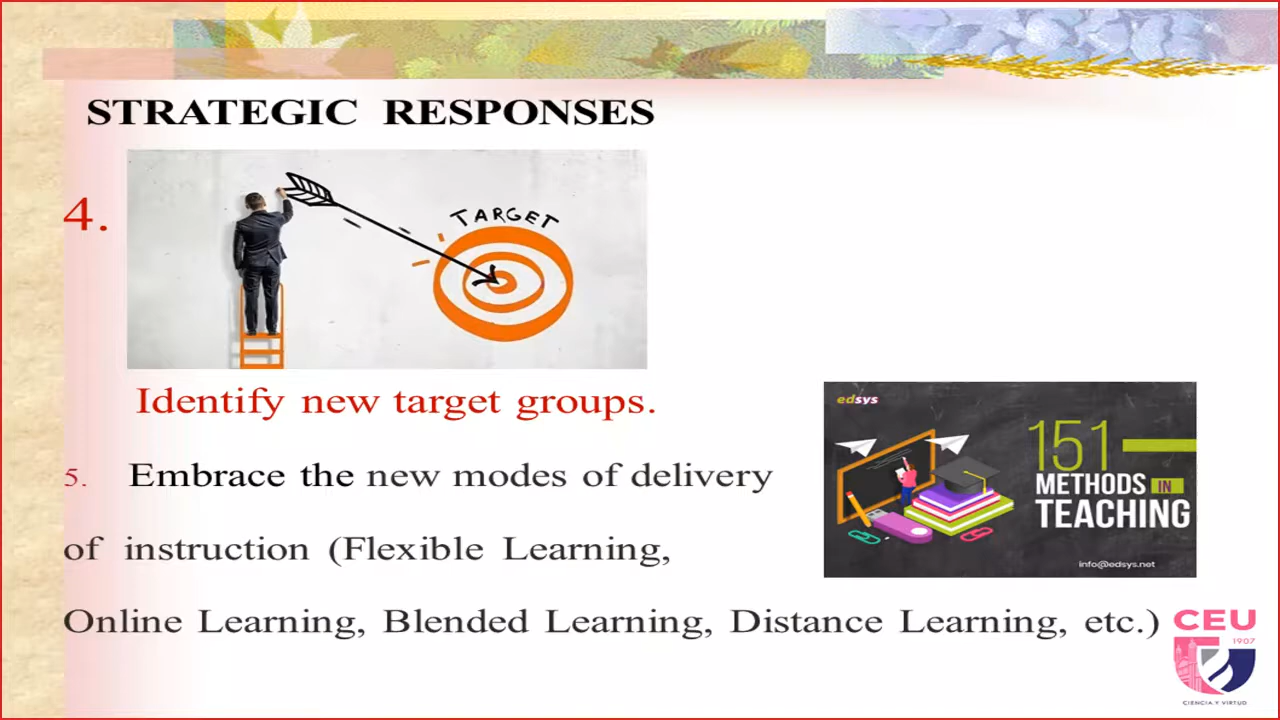 STRATEGIC RESPONSES
4.
TARGET
Identify new target groups.
edsys
151
METHODS IN
TEACHING
info@edsys.net
5. Embrace the new modes of delivery
of instruction (Flexible Learning,
Online Learning, Blended Learning, Distance Learning, etc.)
CEU
1907
CIENCIA Y VIRTUD